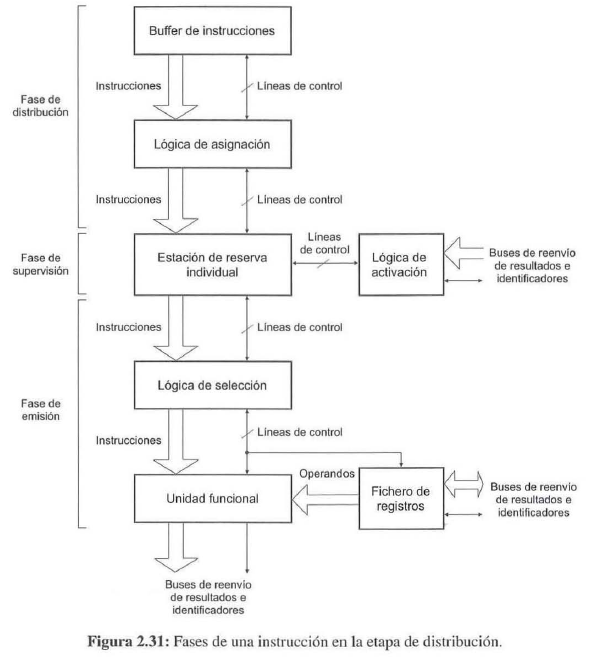 Buffer de instrucciones
Fase de
distribución
Instrucciones
Líneas de control
Lógica de asignación
Instrucciones
Líneas de control
Fase de
supervisión
Estación de reserva
individual
Líneas
de control
Lógica de
activación
Buses de reenvío
de resultados e
identificadores
Instrucciones
Líneas de control
Fase de
emisión
Lógica de selección
Instrucciones
Líneas de control
Operandos
Unidad funcional
Fichero de
registros
Buses de reenvío
de resultados e
identificadores
Buses de reenvío
de resultados e
identificadores
Figura 2.31: Fases de una instrucción en la etapa de distribución.